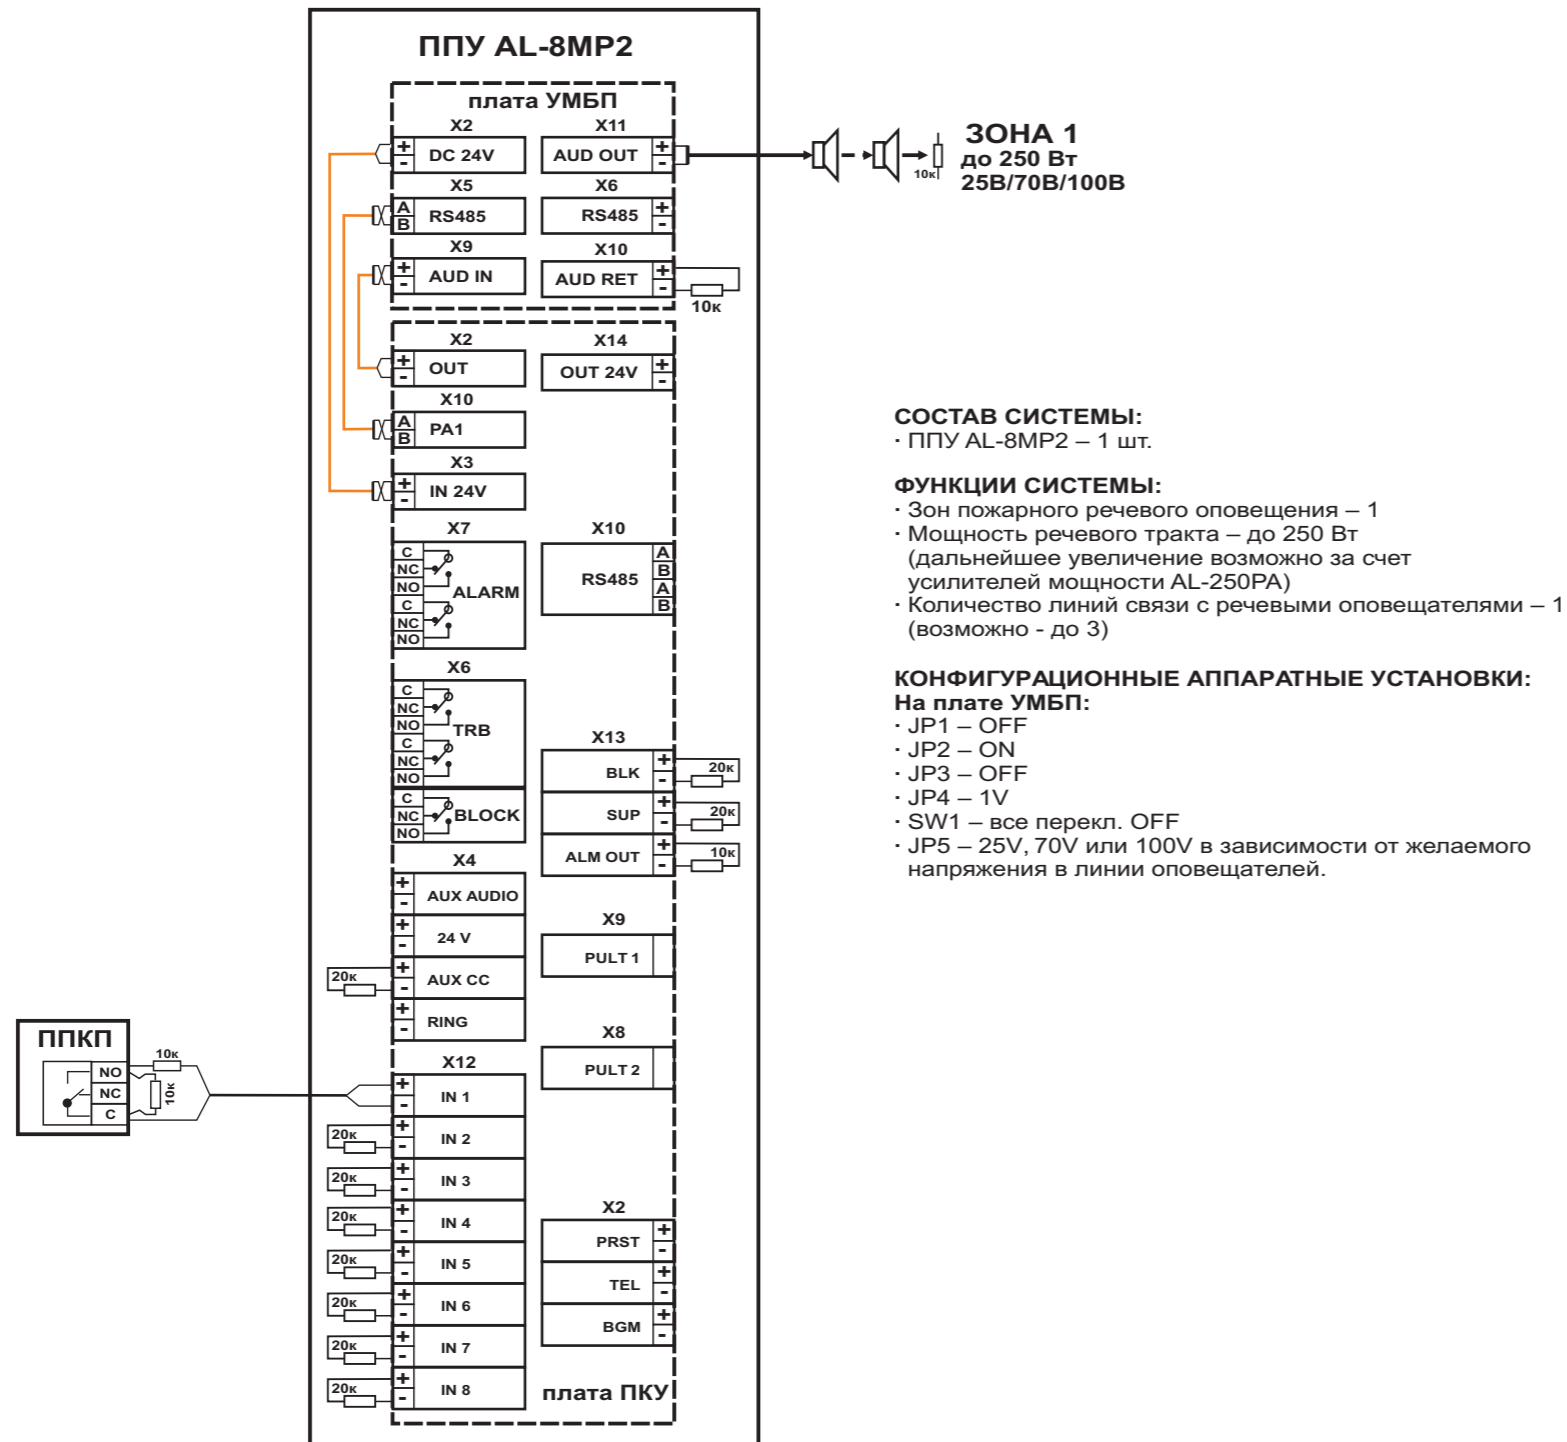 ППУ AL-8MP2
плата УМБП
X2
+
-
DC 24V
X11
AUD OUT
+
-
X5
A
B
RS485
X6
RS485
+
-
X9
+
-
AUD IN
X10
AUD RET
+
-
10к
ЗОНА 1
до 250 Вт
25В/70В/100В
10к
X2
+
-
OUT
X14
OUT 24V
+
-
X10
A
B
PA1
X3
+
-
IN 24V
X7
C
NC
NO
C
NC
NO
ALARM
X10
RS485
A
B
A
B
X6
C
NC
NO
C
NC
NO
TRB
C
NC
NO
BLOCK
X13
BLK
+
-
20к
SUP
+
-
20к
ALM OUT
+
-
10к
X4
+
-
AUX AUDIO
+
-
24 V
20к
+
-
AUX CC
+
-
RING
X9
PULT 1
X8
PULT 2
ППКП
NO
NC
C
10к
10к
X12
+
-
IN 1
20к
+
-
IN 2
20к
+
-
IN 3
20к
+
-
IN 4
20к
+
-
IN 5
20к
+
-
IN 6
20к
+
-
IN 7
20к
+
-
IN 8
X2
PRST
+
-
TEL
+
-
BGM
+
-
плата ПКУ
СОСТАВ СИСТЕМЫ:
· ППУ AL-8MP2 – 1 шт.
ФУНКЦИИ СИСТЕМЫ:
· Зон пожарного речевого оповещения – 1
· Мощность речевого тракта – до 250 Вт
(дальнейшее увеличение возможно за счет
усилителей мощности AL-250PA)
· Количество линий связи с речевыми оповещателями – 1
(возможно - до 3)
КОНФИГУРАЦИОННЫЕ АППАРАТНЫЕ УСТАНОВКИ:
На плате УМБП:
· JP1 – OFF
· JP2 – ON
· JP3 – OFF
· JP4 – 1V
· SW1 – все перекл. OFF
· JP5 – 25V, 70V или 100V в зависимости от желаемого
напряжения в линии оповещателей.